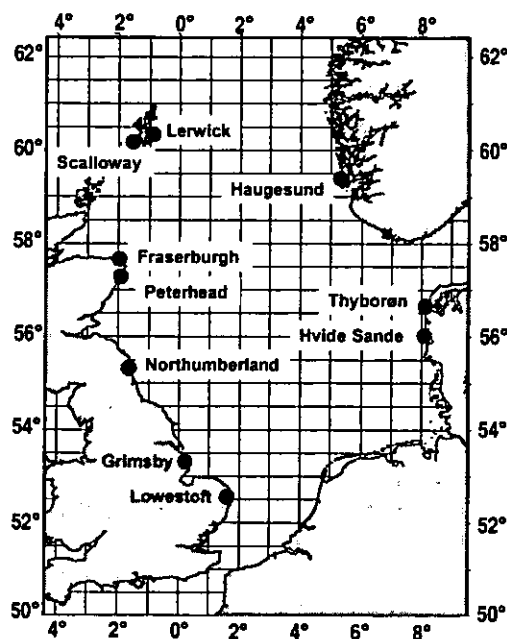 4° 2° 0° 2° 4° 6° 8°
62° 62°
60° 60°
58° 58°
56° 56°
54° 54°
52° 52°
50° 50°
4° 2° 0° 2° 4° 6° 8°
Lerwick
Scalloway
Haugesund
Fraserburgh
Peterhead
Thyborøn
Hvide Sande
Northumberland
Grimsby
Lowestoft